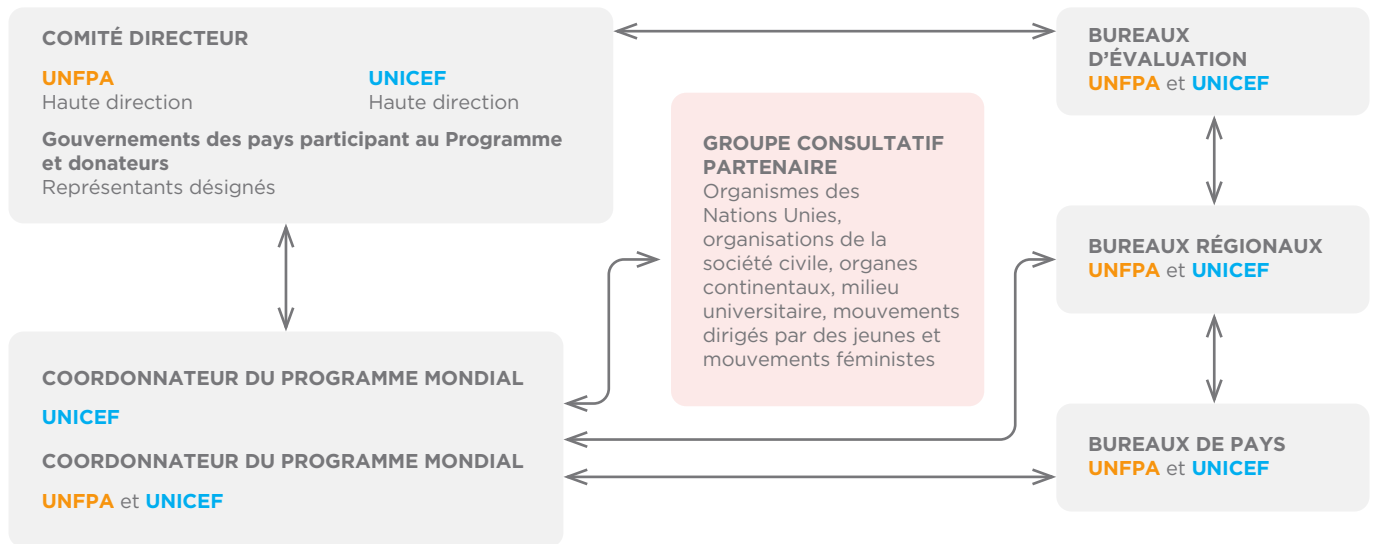 COMITÉ DIRECTEUR
UNFPA
Haute direction
UNICEF
Haute direction
Gouvernements des pays participant au Programme
et donateurs
Représentants désignés
COORDONNATEUR DU PROGRAMME MONDIAL
UNICEF
COORDONNATEUR DU PROGRAMME MONDIAL
UNFPA et UNICEF
GROUPE CONSULTATIF
PARTENAIRE
Organismes des
Nations Unies,
organisations de la
société civile, organes
continentaux, milieu
universitaire, mouvements
dirigés par des jeunes et
mouvements féministes
BUREAUX
D’ÉVALUATION
UNFPA et UNICEF
BUREAUX RÉGIONAUX
UNFPA et UNICEF
BUREAUX DE PAYS
UNFPA et UNICEF